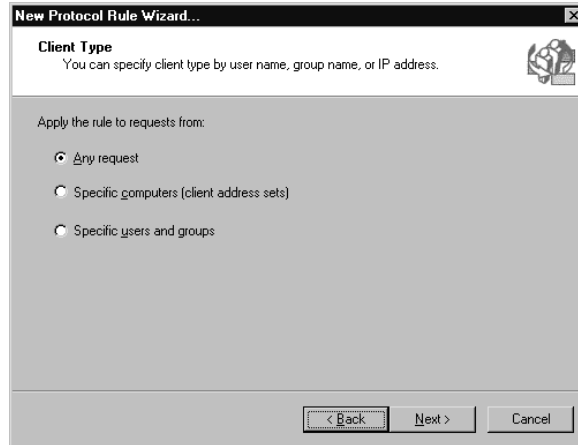 New Protocol Rule Wizard...
Client Type
You can specify client type by user name, group name, or IP address.
Apply the rule to requests from:
Any request
Specific computers (client address sets)
Specific users and groups
< Back
Next >
Cancel